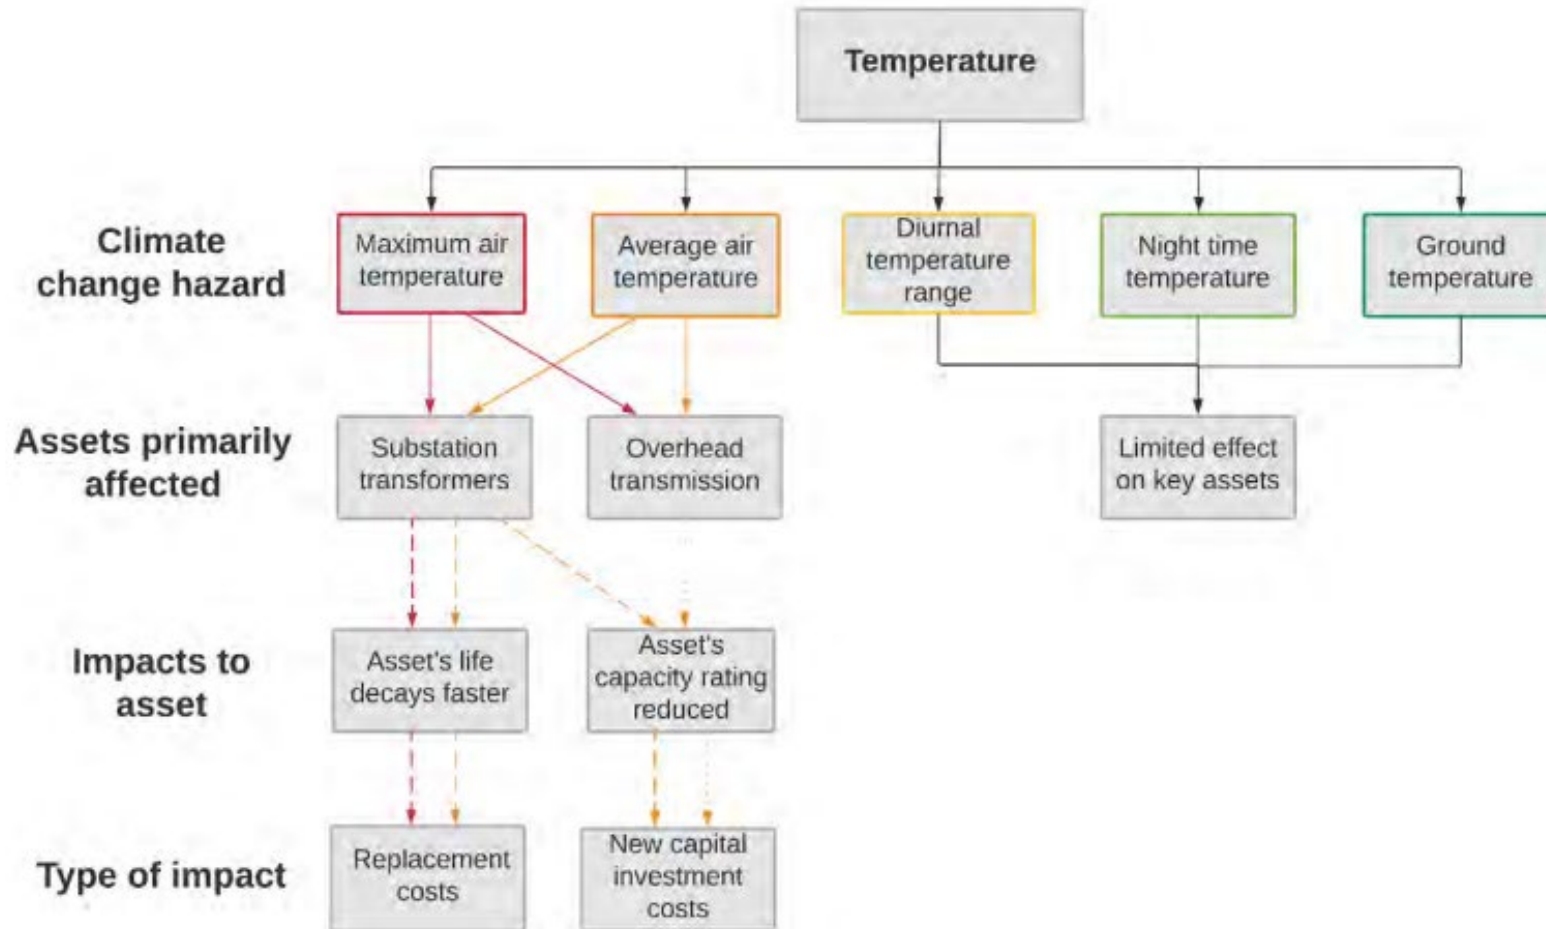 Temperature
Climate
change hazard
Maximum air
temperature
Average air
temperature
Diurnal
temperature
range
Night time
temperature
Ground
temperature
Assets primarily
affected
Substation
transformers
Overhead
transmission
Limited effect
on key assets
Impacts to
asset
Asset's life
decays faster
Asset's
capacity rating
reduced
Type of impact
Replacement
costs
New capital
investment
costs